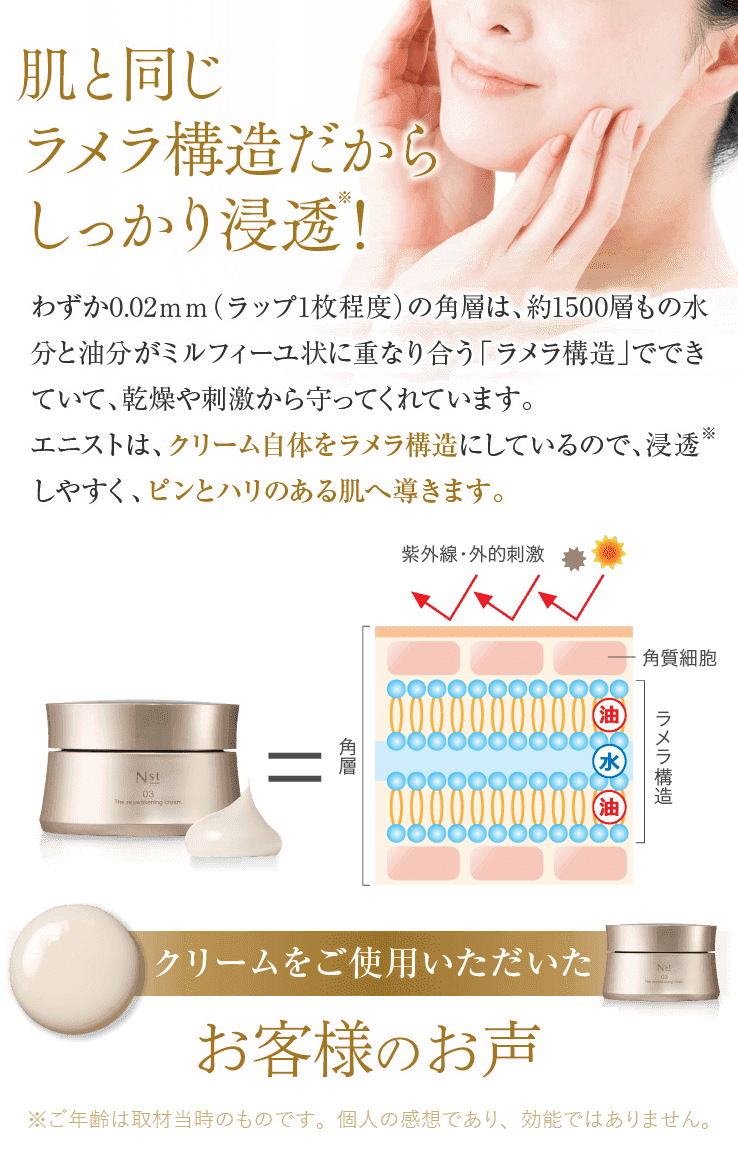 肌と同じ
ラメラ構造だから
しっかり浸透※！
わずか0.02mm（ラップ1枚程度）の角層は、約1500層もの水
分と油分がミルフィーユ状に重なり合う「ラメラ構造」ででき
ていて、乾燥や刺激から守ってくれています。
エニストは、クリーム自体をラメラ構造にしているので、浸透※
しやすく、ピンとハリのある肌へ導きます。
紫外線・外的刺激
角質細胞
角層
油
水
油
ラメラ構造
Nst
03
The reawakening cream
クリームをご使用いただいた
Nst
03
The reawakening cream
お客様のお声
※ご年齢は取材当時のものです。個人の感想であり、効能ではありません。